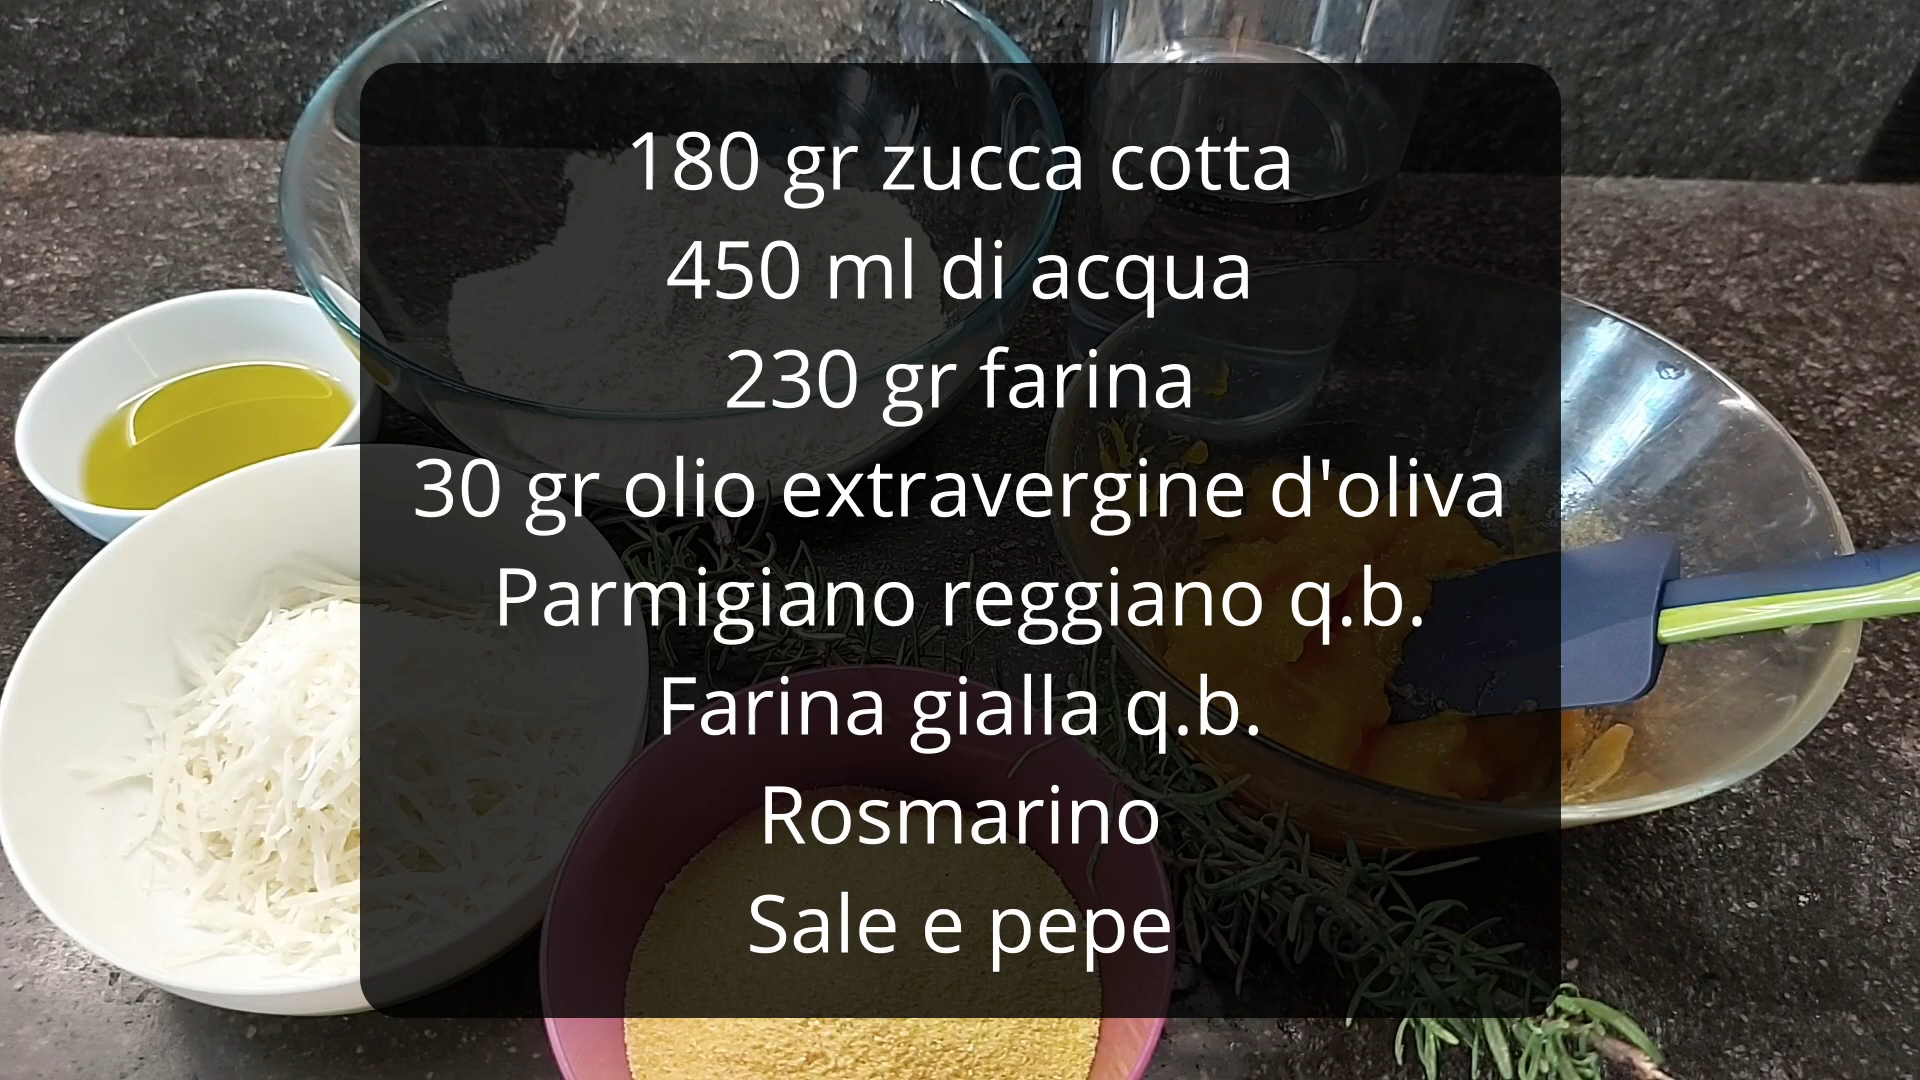 180 gr zucca cotta
450 ml di acqua
230 gr farina
30 gr olio extravergine d'oliva
Parmigiano reggiano q.b.
Farina gialla q.b.
Rosmarino
Sale e pepe